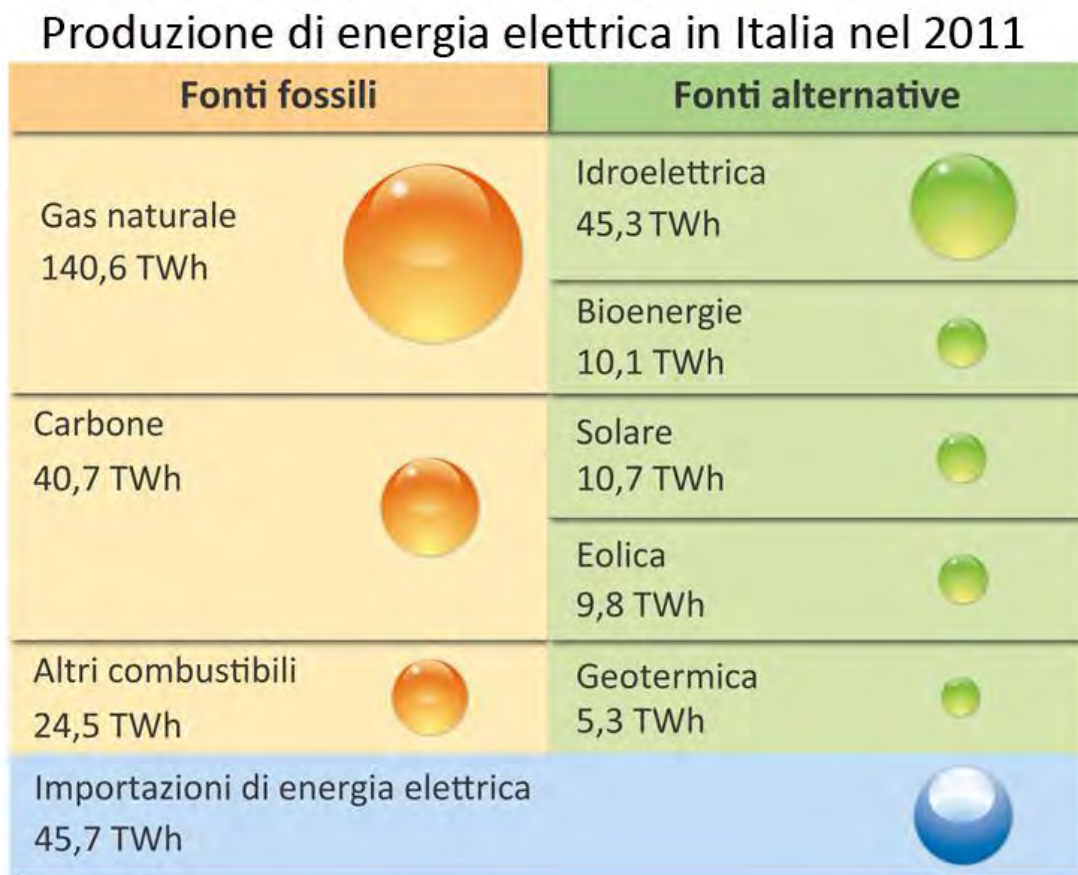 Produzione di energia elettrica in Italia nel 2011
Fonti fossili
Gas naturale
140,6 TWh
Carbone
40,7 TWh
Altri combustibili
24,5 TWh
Fonti alternative
Idroelettrica
45,3 TWh
Bioenergie
10,1 TWh
Solare
10,7 TWh
Eolica
9,8 TWh
Geotermica
5,3 TWh
Importazioni di energia elettrica
45,7 TWh